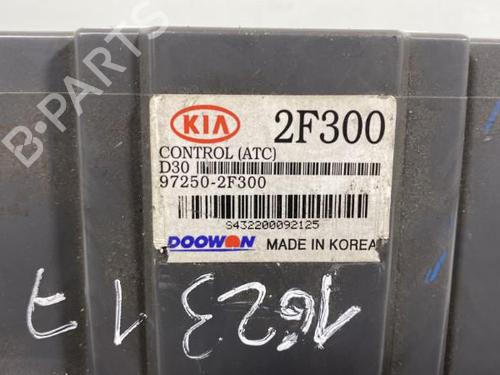 KIA 2F300
CONTROL (ATC)
D30
97250-2F300
S432200092125
DOOWON MADE IN KOREA
B-PARTS